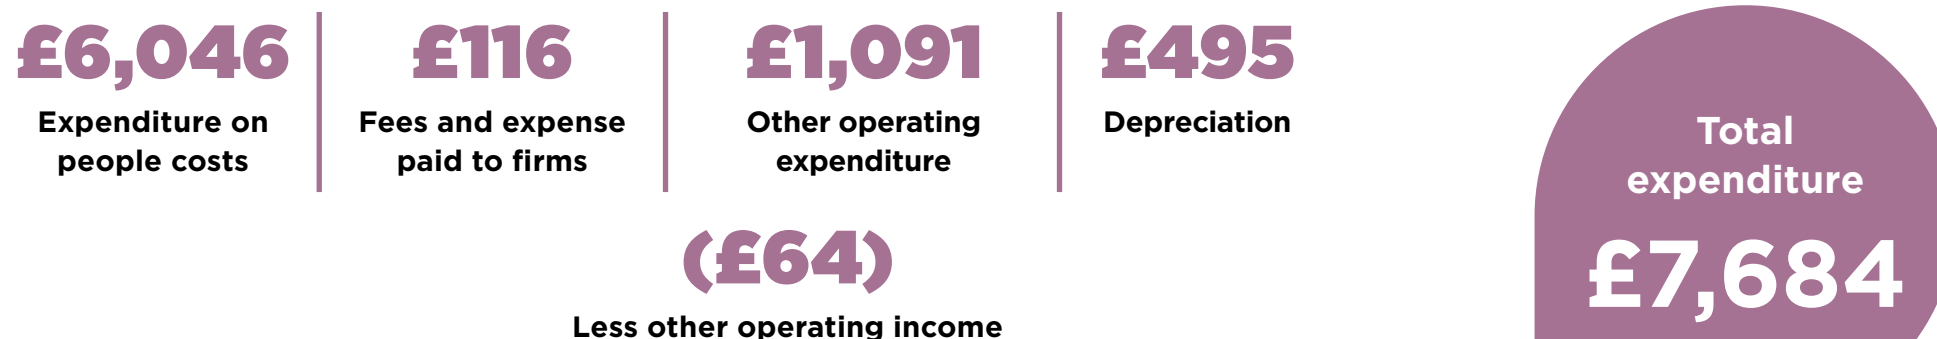 £6,046
Expenditure on
people costs
£116
Fees and expense
paid to firms
£1,091
Other operating
expenditure
£495
Depreciation
(£64)
Less other operating income
Total
expenditure
£7,684